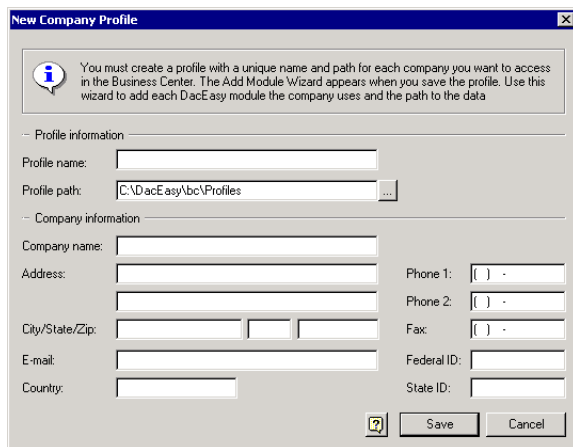 New Company Profile
You must create a profile with a unique name and path for each company you want to access
in the Business Center. The Add Module Wizard appears when you save the profile. Use this
wizard to add each DacEasy module the company uses and the path to the data
Profile information
Profile name:
Profile path: C:\DacEasy\bc\Profiles ...
Company information
Company name:
Address: Phone 1: ( ) -
Phone 2: ( ) -
City/State/Zip: Fax: ( ) -
E-mail: Federal ID:
Country: State ID:
? Save Cancel